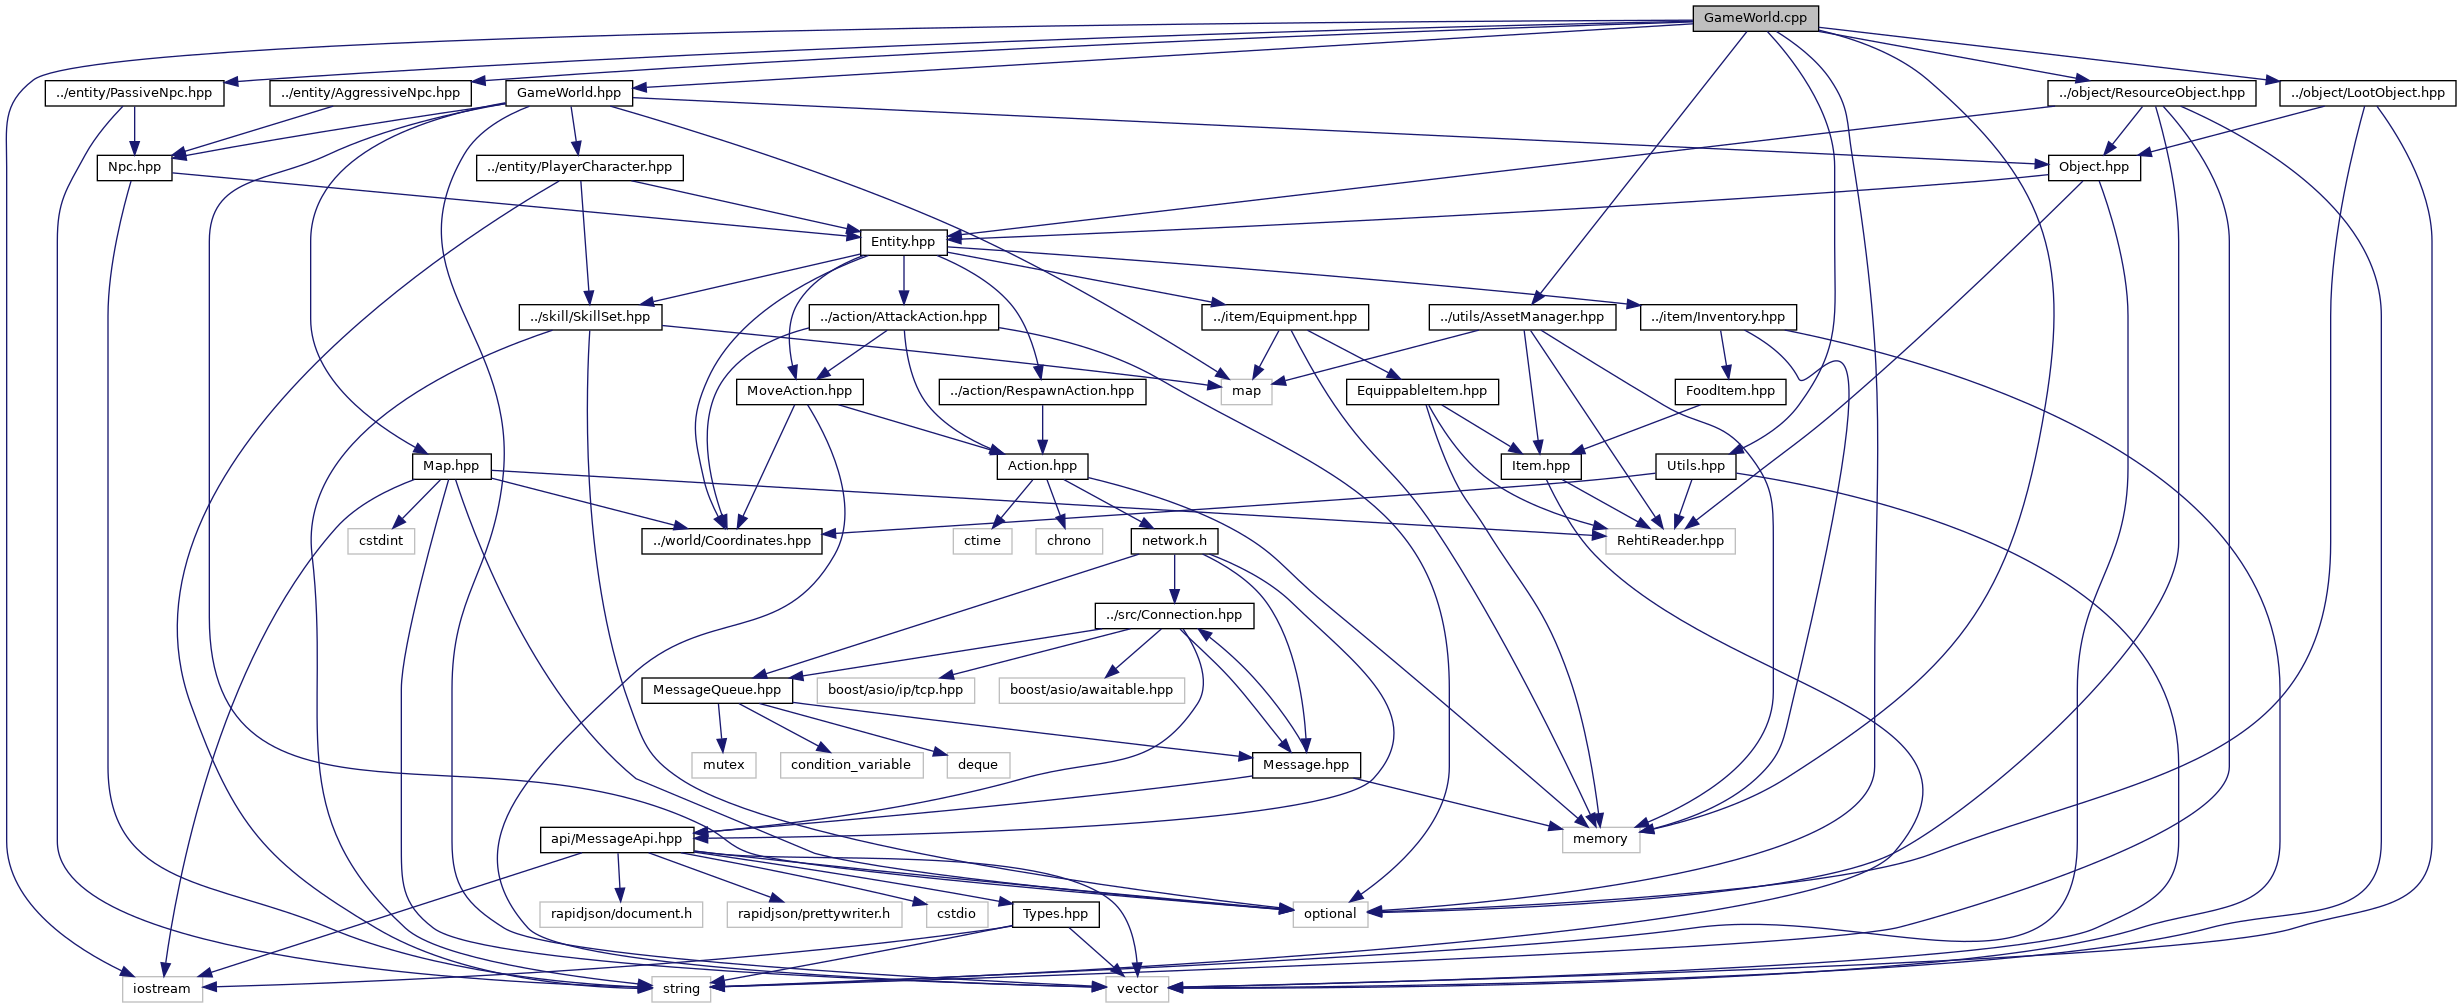 GameWorld.cpp
../entity/PassiveNpc.hpp
../entity/AggressiveNpc.hpp
GameWorld.hpp
../object/ResourceObject.hpp
../object/LootObject.hpp
Npc.hpp
../entity/PlayerCharacter.hpp
Object.hpp
Entity.hpp
../skill/SkillSet.hpp
../action/AttackAction.hpp
../item/Equipment.hpp
../utils/AssetManager.hpp
../item/Inventory.hpp
MoveAction.hpp
../action/RespawnAction.hpp
map
EquippableItem.hpp
FoodItem.hpp
Map.hpp
Action.hpp
Item.hpp
Utils.hpp
cstdint
../world/Coordinates.hpp
ctime
chrono
network.h
RehtiReader.hpp
../src/Connection.hpp
MessageQueue.hpp
boost/asio/ip/tcp.hpp
boost/asio/awaitable.hpp
mutex
condition_variable
deque
Message.hpp
api/MessageApi.hpp
memory
rapidjson/document.h
rapidjson/prettywriter.h
cstdio
Types.hpp
optional
iostream
string
vector